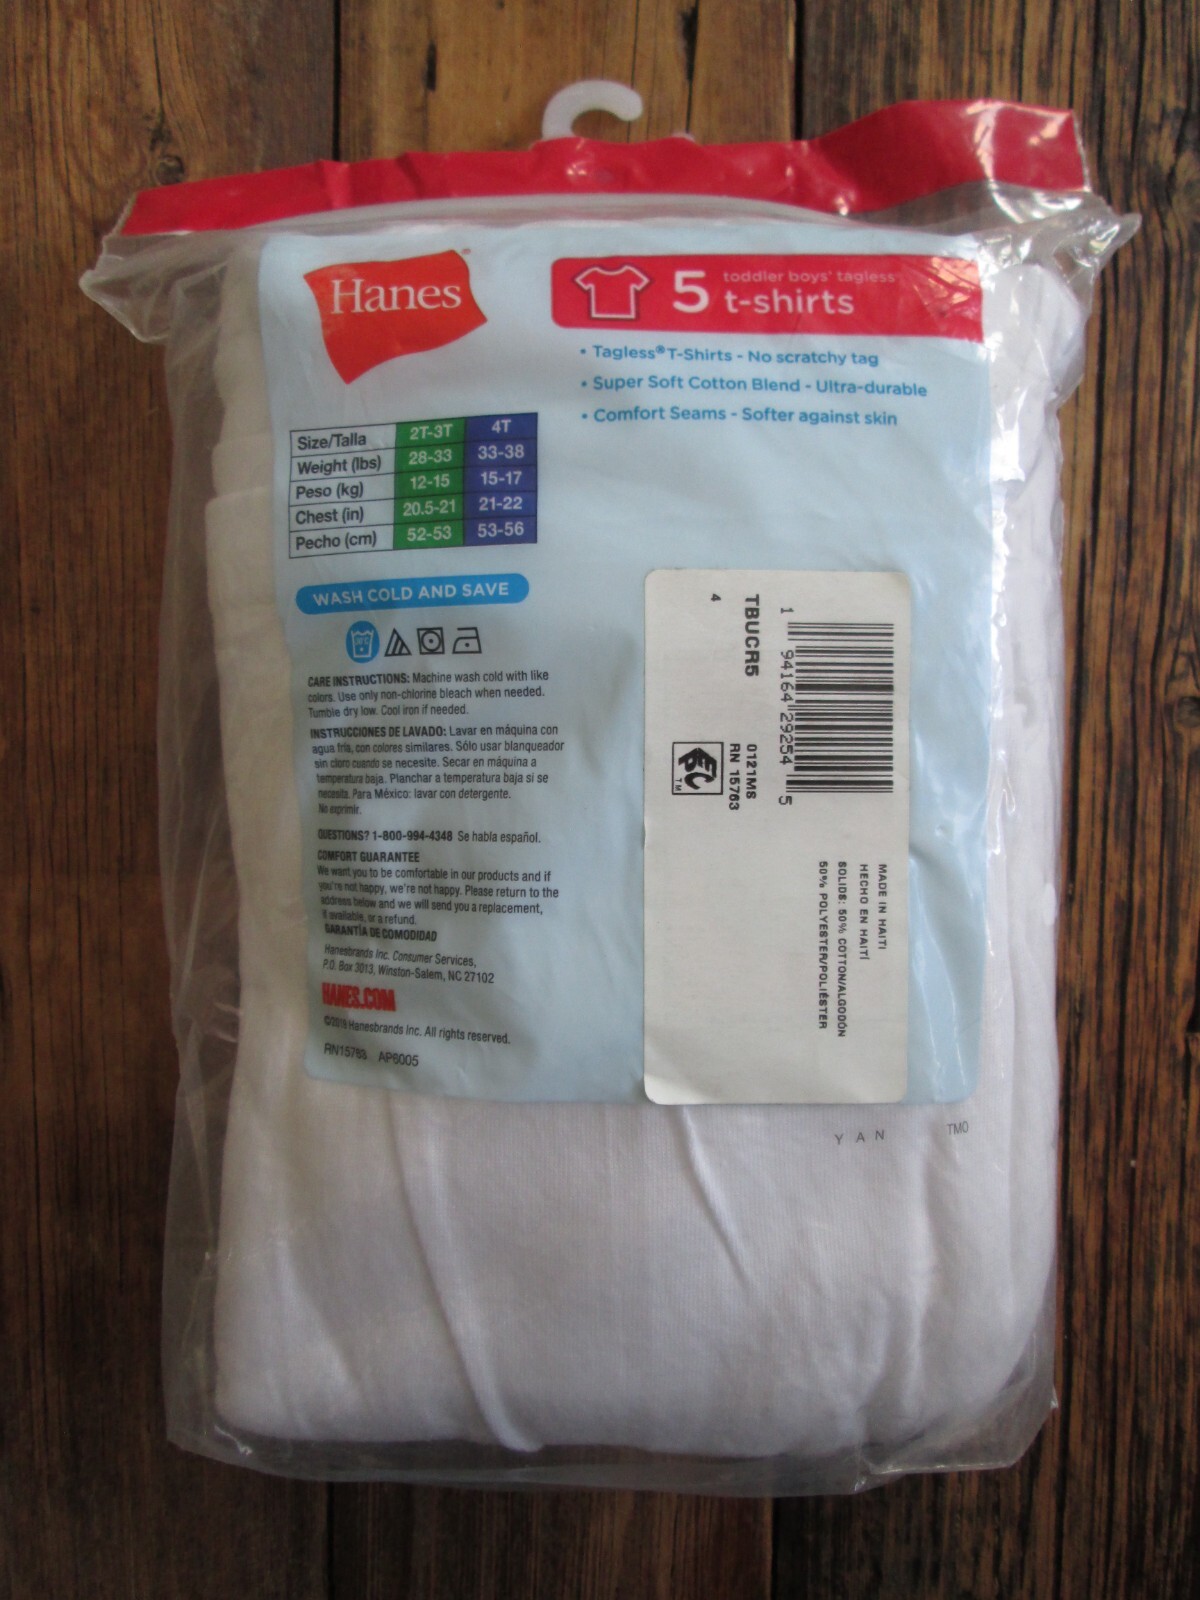 Hanes®
5 toddler boys' tagless
t-shirts
• Tagless® T-Shirts - No scratchy tag
• Super Soft Cotton Blend - Ultra-durable
• Comfort Seams - Softer against skin
Size/Talla 2T-3T 4T
Weight (lbs) 28-33 33-38
Peso (kg) 12-15 15-17
Chest (in) 20.5-21 21-22
Pecho (cm) 52-53 53-56
WASH COLD AND SAVE
CARE INSTRUCTIONS: Machine wash cold with like
colors. Use only non-chlorine bleach when needed.
Tumble dry low. Cool iron if needed.
INSTRUCCIONES DE LAVADO: Lavar en máquina con
agua fría, con colores similares. Sólo usar blanqueador
sin cloro cuando se necesite. Secar en máquina a
temperatura baja. Planchar a temperatura baja si se
necesita. Para México: lavar con detergente.
No exprimir.
QUESTIONS? 1-800-994-4348 Se habla español.
COMFORT GUARANTEE
We want you to be comfortable in our products and if
you're not happy, we're not happy. Please return to the
address below and we will send you a replacement,
if available, or a refund.
GARANTÍA DE COMODIDAD
Hanesbrands Inc. Consumer Services,
P.O. Box 3013, Winston-Salem, NC 27102
HANES.COM
Hanesbrands Inc. All rights reserved.
RN15763 AP6005
1 94164 29254 5
TBUCR5
4
0121MS
RN 15763
TM
MADE IN HAITI
HECHO EN HAITÍ
SOLIDS: 50% COTTON/ALGODÓN
50% POLYESTER/POLIÉSTER
Y A N TM0